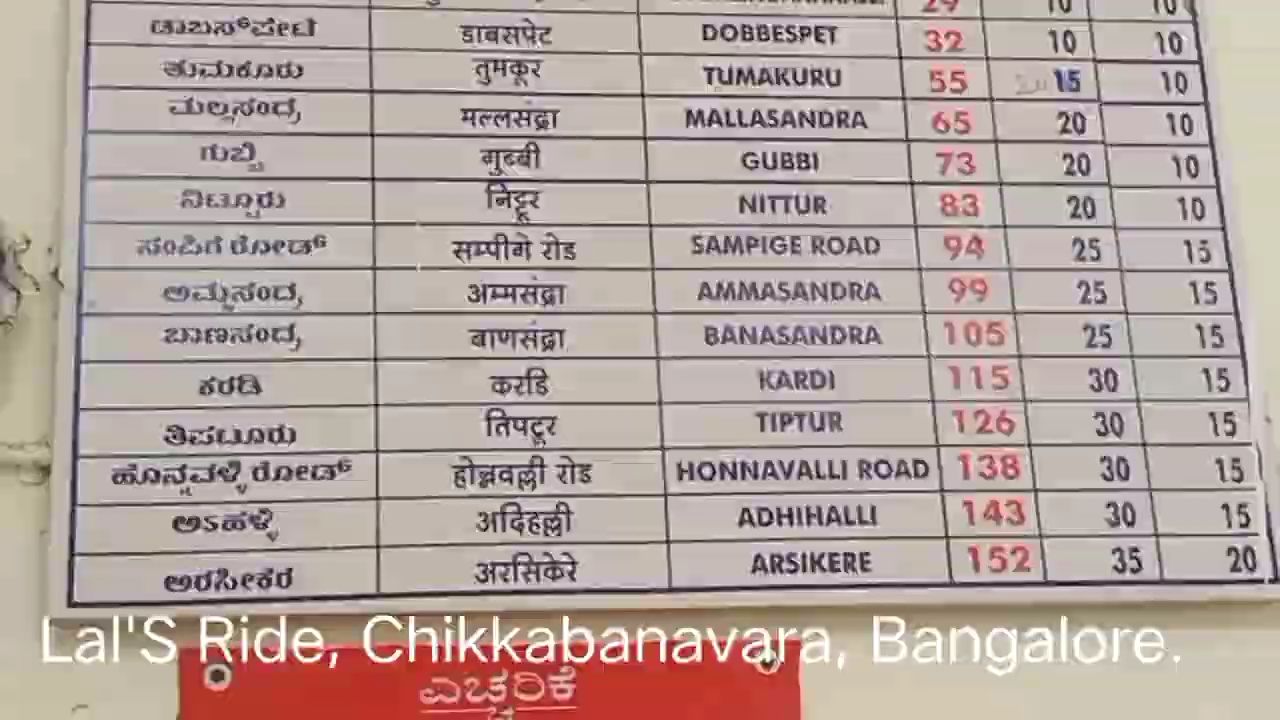 29 10 10
ಡಾಬಸ್‌ಪೇಟೆ डाबसपेट DOBBESPET 32 10 10
ತುಮಕೂರು तुमकूर TUMAKURU 55 15 10
ಮಲ್ಲಸಂದ್ರ मल्लसंद्रा MALLASANDRA 65 20 10
ಗುಬ್ಬಿ गुब्बी GUBBI 73 20 10
ನಿಟ್ಟೂರು निट्टूर NITTUR 83 20 10
ಸಂಪಿಗೆ ರೋಡ್ सम्पीगे रोड SAMPIGE ROAD 94 25 15
ಅಮ್ಮಸಂದ್ರ अम्मसंद्रा AMMASANDRA 99 25 15
ಬಾಣಸಂದ್ರ बाणसंद्रा BANASANDRA 105 25 15
ಕರಡಿ करडि KARDI 115 30 15
ತಿಪಟೂರು तिपटूर TIPTUR 126 30 15
ಹೊನ್ನವಳ್ಳಿ ರೋಡ್ होन्नवल्ली रोड HONNAVALLI ROAD 138 30 15
अदिहल्ली ADHIHALLI 143 30 15
ಅರಸೀಕೆರೆ अरसिकेरे ARSIKERE 152 35 20
Lal'S Ride, Chikkabanavara, Bangalore.
ಎಚ್ಚರಿಕೆ